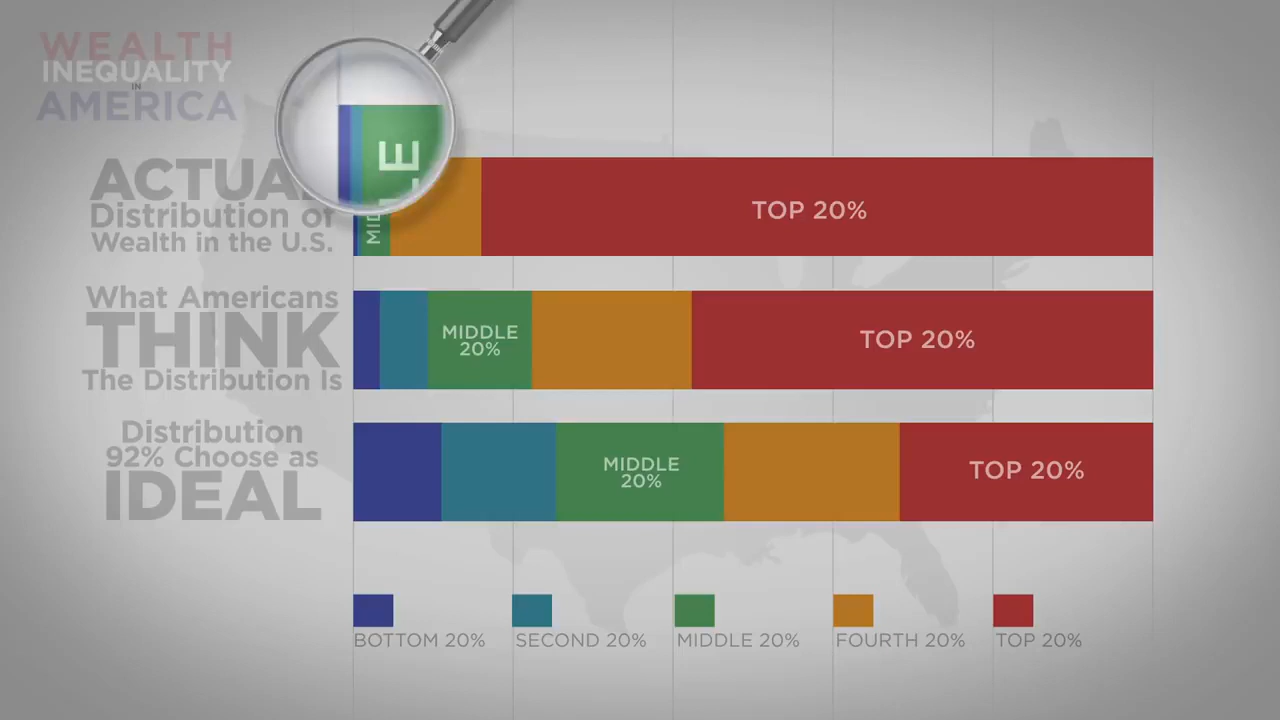 WEALTH
INEQUALITY
IN
AMERICA
ACTUAL
Distribution of
Wealth in the U.S.
E
TOP 20%
What Americans
THINK
The Distribution Is
MIDDLE
20%
TOP 20%
Distribution
92% Choose as
IDEAL
MIDDLE
20%
TOP 20%
BOTTOM 20%
SECOND 20%
MIDDLE 20%
FOURTH 20%
TOP 20%